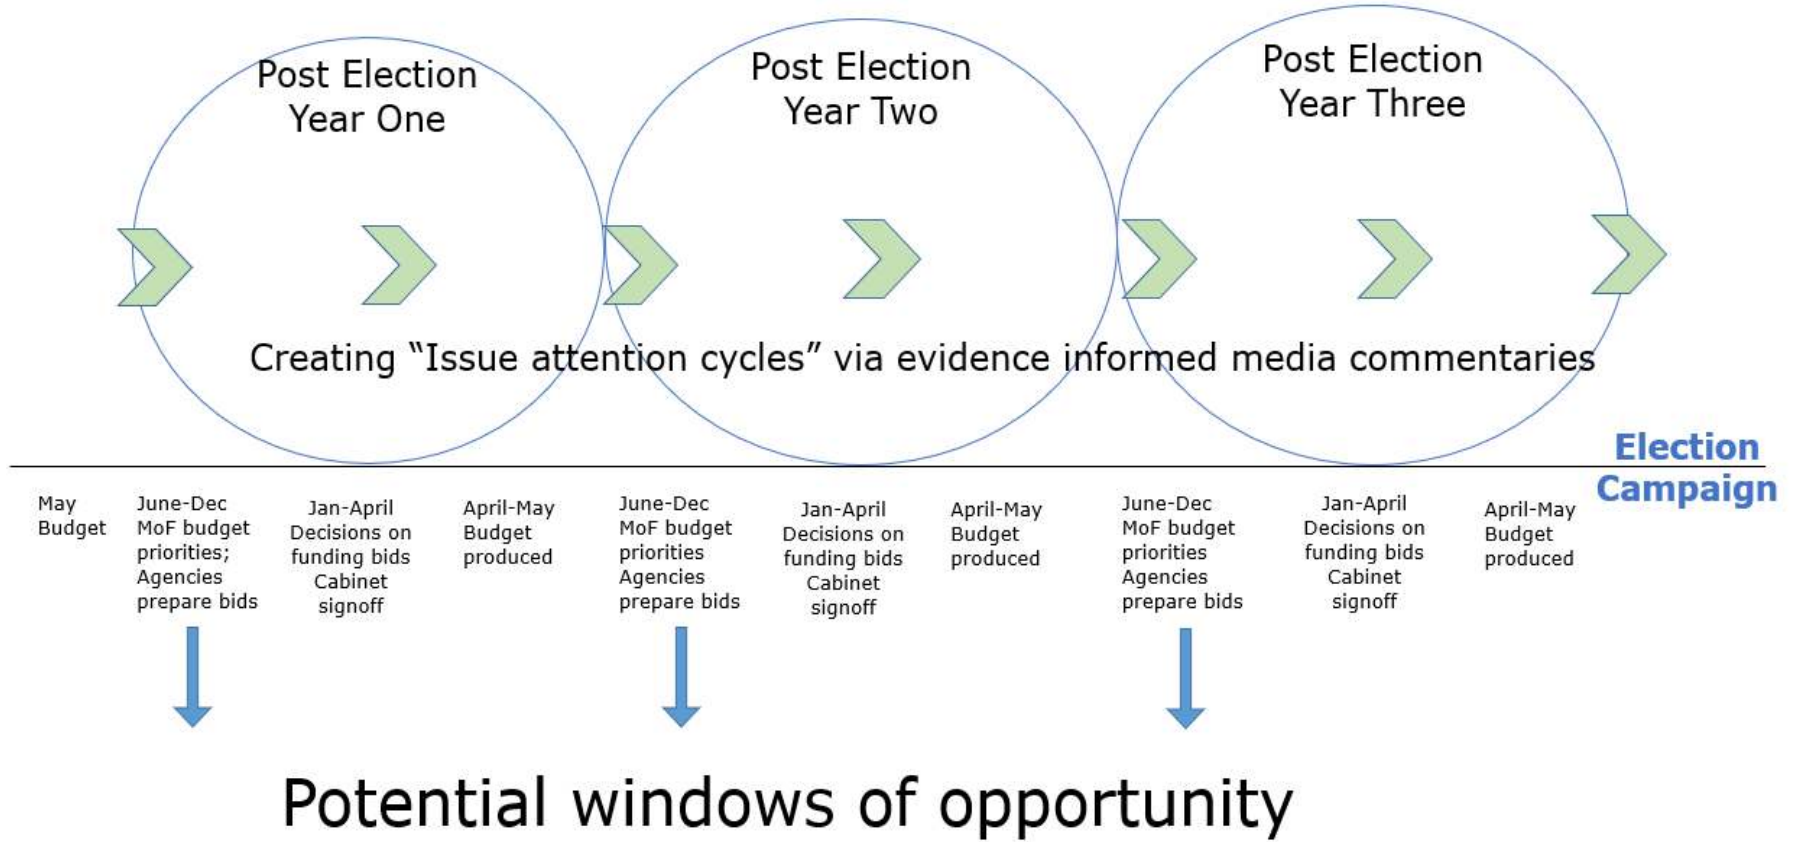 Post Election
Year One
Post Election
Year Two
Post Election
Year Three
Creating “Issue attention cycles” via evidence informed media commentaries
Election
Campaign
May
Budget
June-Dec
MoF budget
priorities;
Agencies
prepare bids
Jan-April
Decisions on
funding bids
Cabinet
signoff
April-May
Budget
produced
June-Dec
MoF budget
priorities
Agencies
prepare bids
Jan-April
Decisions on
funding bids
Cabinet
signoff
April-May
Budget
produced
June-Dec
MoF budget
priorities
Agencies
prepare bids
Jan-April
Decisions on
funding bids
Cabinet
signoff
April-May
Budget
produced
Potential windows of opportunity